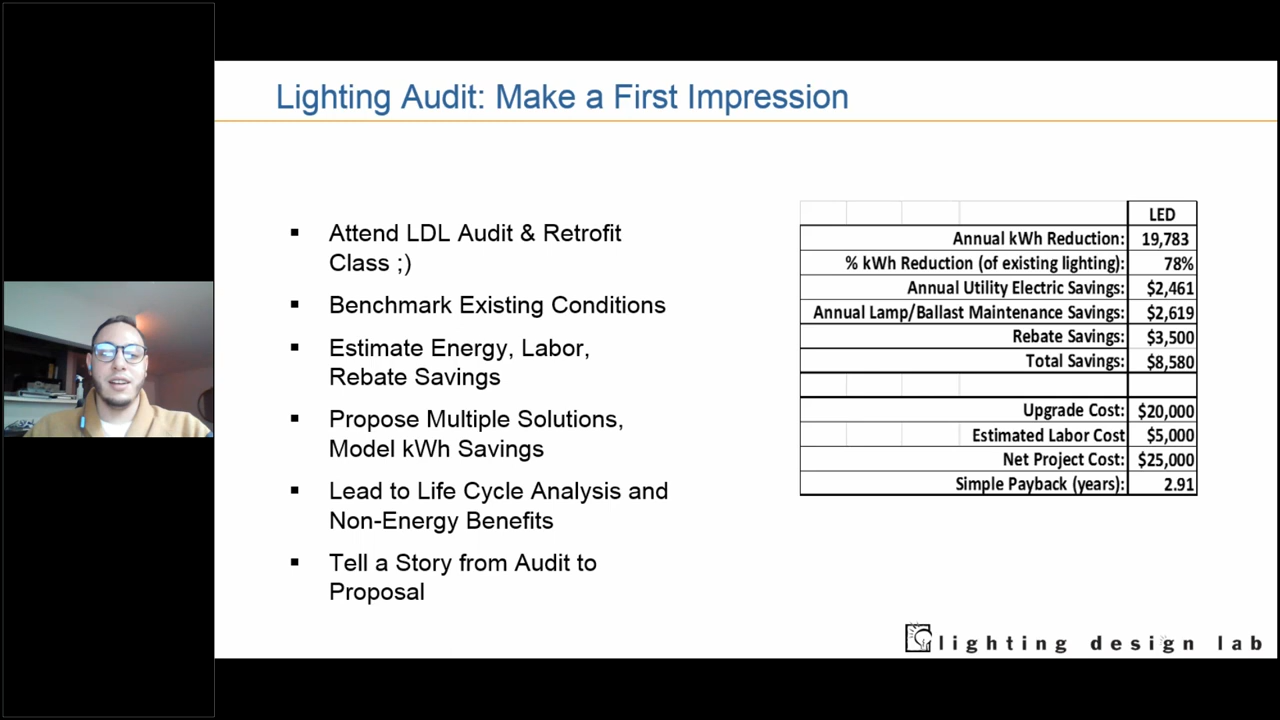 Lighting Audit: Make a First Impression
▪ Attend LDL Audit & Retrofit
Class ;)
▪ Benchmark Existing Conditions
▪ Estimate Energy, Labor,
Rebate Savings
▪ Propose Multiple Solutions,
Model kWh Savings
▪ Lead to Life Cycle Analysis and
Non-Energy Benefits
▪ Tell a Story from Audit to
Proposal
LED
Annual kWh Reduction: 19,783
% kWh Reduction (of existing lighting): 78%
Annual Utility Electric Savings: $2,461
Annual Lamp/Ballast Maintenance Savings: $2,619
Rebate Savings: $3,500
Total Savings: $8,580
Upgrade Cost: $20,000
Estimated Labor Cost $5,000
Net Project Cost: $25,000
Simple Payback (years): 2.91
lighting design lab